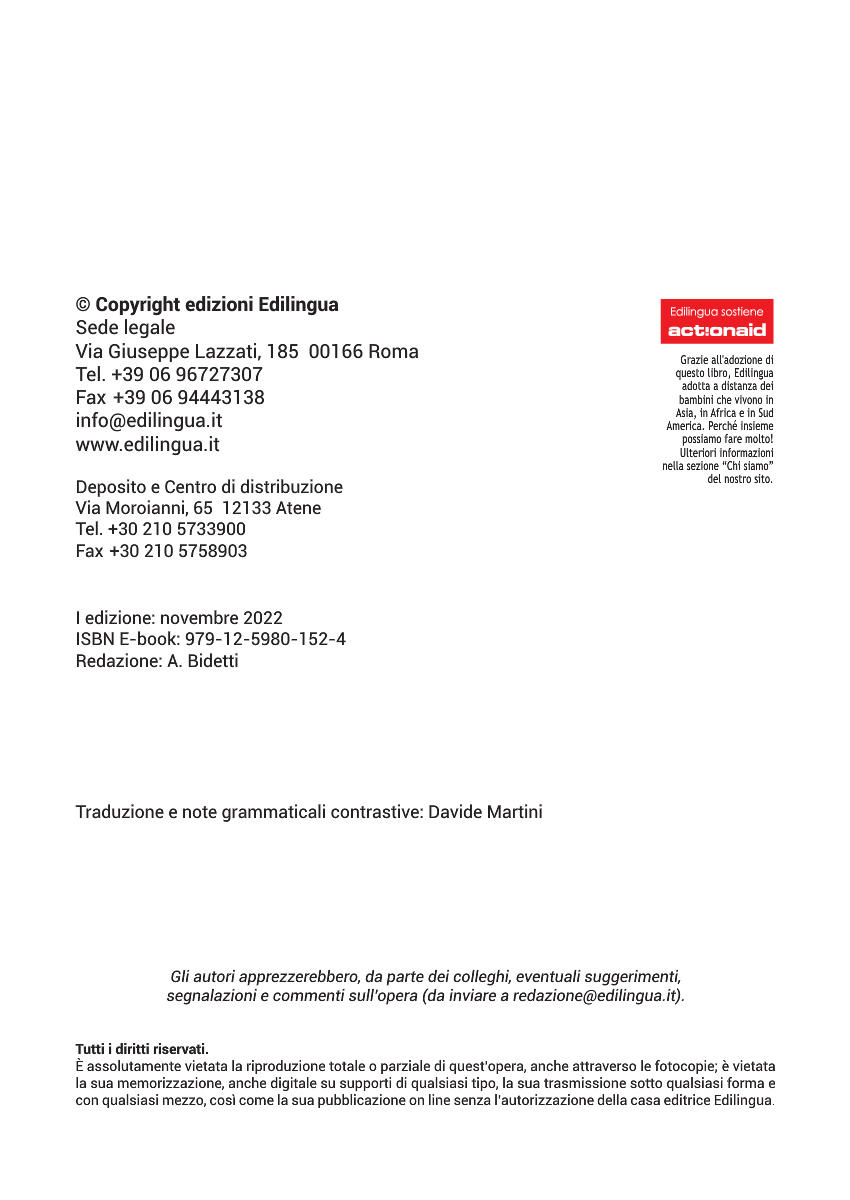 © Copyright edizioni Edilingua
Sede legale
Via Giuseppe Lazzati, 185  00166 Roma
Tel. +39 06 96727307
Fax +39 06 94443138
info@edilingua.it
www.edilingua.it
Deposito e Centro di distribuzione
Via Moroianni, 65  12133 Atene
Tel. +30 210 5733900
Fax +30 210 5758903
I edizione: novembre 2022
ISBN E-book: 979-12-5980-152-4
Redazione: A. Bidetti
Edilingua sostiene
act:onaid
Grazie all'adozione di
questo libro, Edilingua
adotta a distanza dei
bambini che vivono in
Asia, in Africa e in Sud
America. Perché insieme
possiamo fare molto!
Ulteriori informazioni
nella sezione “Chi siamo”
del nostro sito.
Traduzione e note grammaticali contrastive: Davide Martini
Gli autori apprezzerebbero, da parte dei colleghi, eventuali suggerimenti,
segnalazioni e commenti sull'opera (da inviare a redazione@edilingua.it).
Tutti i diritti riservati.
È assolutamente vietata la riproduzione totale o parziale di quest'opera, anche attraverso le fotocopie; è vietata
la sua memorizzazione, anche digitale su supporti di qualsiasi tipo, la sua trasmissione sotto qualsiasi forma e
con qualsiasi mezzo, così come la sua pubblicazione on line senza l'autorizzazione della casa editrice Edilingua.